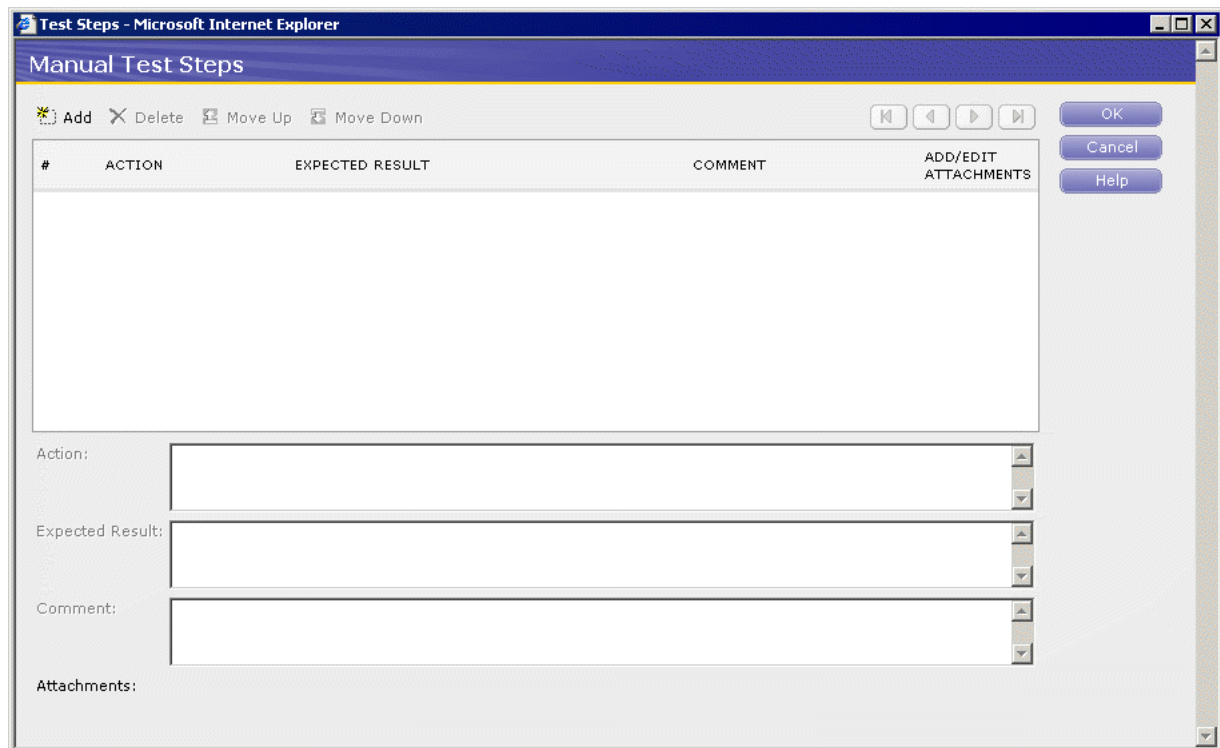 Test Steps - Microsoft Internet Explorer
Manual Test Steps
Add Delete Move Up Move Down
OK
Cancel
Help
# ACTION EXPECTED RESULT COMMENT ADD/EDIT
ATTACHMENTS
Action:
Expected Result:
Comment:
Attachments: